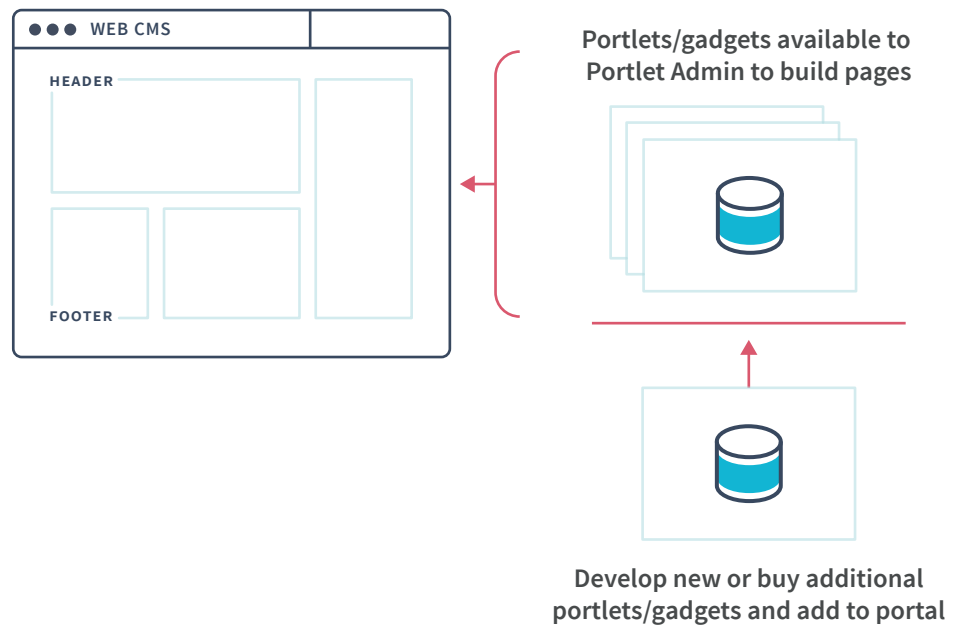 WEB CMS
HEADER
FOOTER
Portlets/gadgets available to
Portlet Admin to build pages
Develop new or buy additional
portlets/gadgets and add to portal